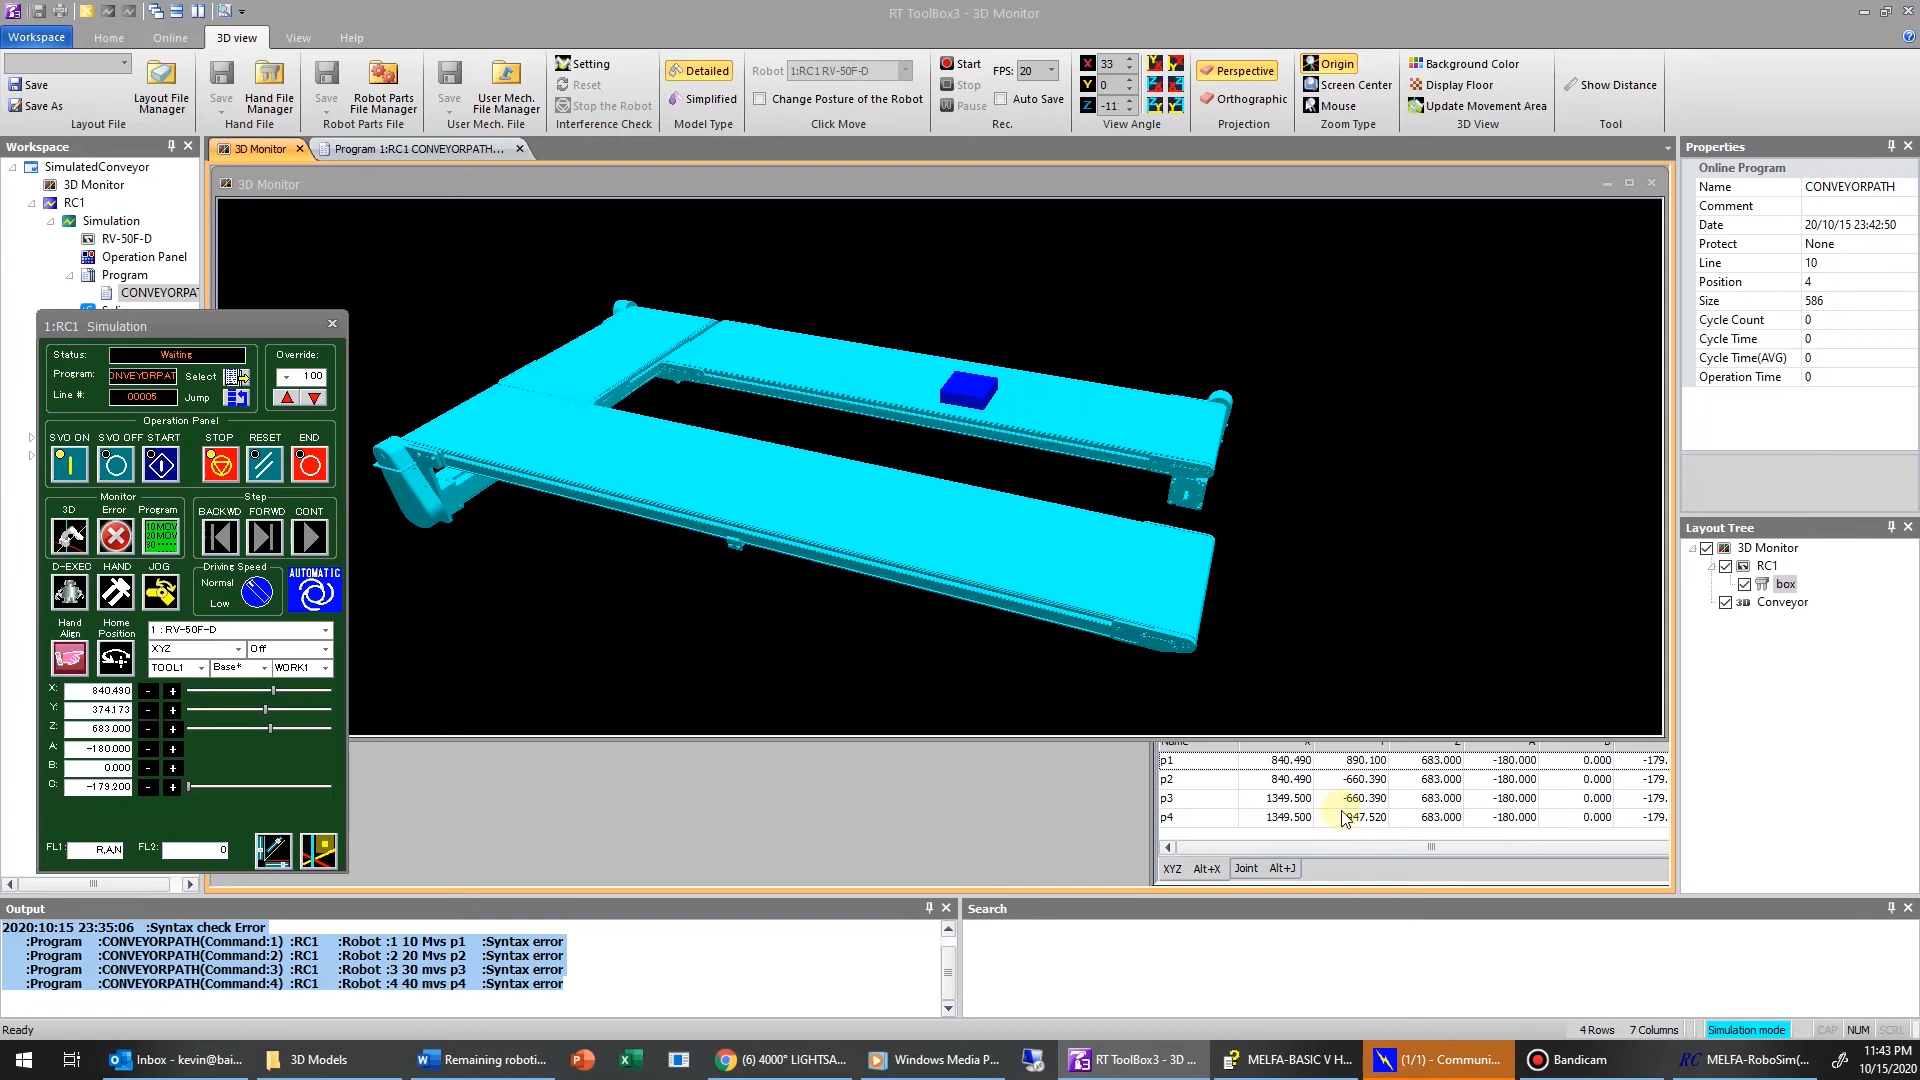 RT ToolBox3 - 3D Monitor
Workspace Home Online 3D view View Help
Save
Save As
Layout File Manager
Layout File
Save
Hand File Manager
Hand File
Save
Robot Parts File Manager
Robot Parts File
Save
User Mech. File Manager
User Mech. File
Setting
Reset
Stop the Robot
Interference Check
Detailed
Simplified
Model Type
Robot 1:RC1 RV-50F-D
Change Posture of the Robot
Click Move
Start FPS: 20
Stop
Pause Auto Save
Rec.
X 33
Y 0
Z -11
View Angle
Perspective
Orthographic
Projection
Origin
Screen Center
Mouse
Zoom Type
Background Color
Display Floor
Update Movement Area
3D View
Show Distance
Tool
Workspace
SimulatedConveyor
3D Monitor
RC1
Simulation
RV-50F-D
Operation Panel
Program
CONVEYORPAT
3D Monitor Program 1:RC1 CONVEYORPATH...
3D Monitor
1:RC1 Simulation
Status: Waiting Override:
Program: ONVEYORPAT Select 100
Line #: 00005 Jump
Operation Panel
SVO ON SVO OFF START STOP RESET END
Monitor Step
3D Error Program BACKWD FORWD CONT
10MOV
20MOV
D-EXEC HAND JOG Driving Speed AUTOMATIC
Normal
Low
Hand Align Home Position 1 : RV-50F-D
XYZ Off
TOOL1 Base* WORK1
X: 840.490 - +
Y: 374.173 - +
Z: 683.000 - +
A: -180.000 - +
B: 0.000 - +
C: -179.200 - +
FL1: R,A,N FL2: 0
p1 840.490 890.100 683.000 -180.000 0.000 -179.
p2 840.490 -660.390 683.000 -180.000 0.000 -179.
p3 1349.500 -660.390 683.000 -180.000 0.000 -179.
p4 1349.500 47.520 683.000 -180.000 0.000 -179.
XYZ Alt+X Joint Alt+J
Properties
Online Program
Name CONVEYORPATH
Comment
Date 20/10/15 23:42:50
Protect None
Line 10
Position 4
Size 586
Cycle Count 0
Cycle Time 0
Cycle Time(AVG) 0
Operation Time 0
Layout Tree
3D Monitor
RC1
box
3D Conveyor
Output
2020:10:15 23:35:06 :Syntax check Error
:Program :CONVEYORPATH(Command:1) :RC1 :Robot :1 10 Mvs p1 :Syntax error
:Program :CONVEYORPATH(Command:2) :RC1 :Robot :2 20 Mvs p2 :Syntax error
:Program :CONVEYORPATH(Command:3) :RC1 :Robot :3 30 mvs p3 :Syntax error
:Program :CONVEYORPATH(Command:4) :RC1 :Robot :4 40 mvs p4 :Syntax error
Search
Ready 4 Rows 7 Columns Simulation mode CAP NUM SCRL
Inbox - kevin@bai... 3D Models Remaining roboti... (6) 4000° LIGHTSA... Windows Media P... RT ToolBox3 - 3D ... MELFA-BASIC V H... (1/1) - Communi... Bandicam RC MELFA-RoboSim(...
11:43 PM
10/15/2020